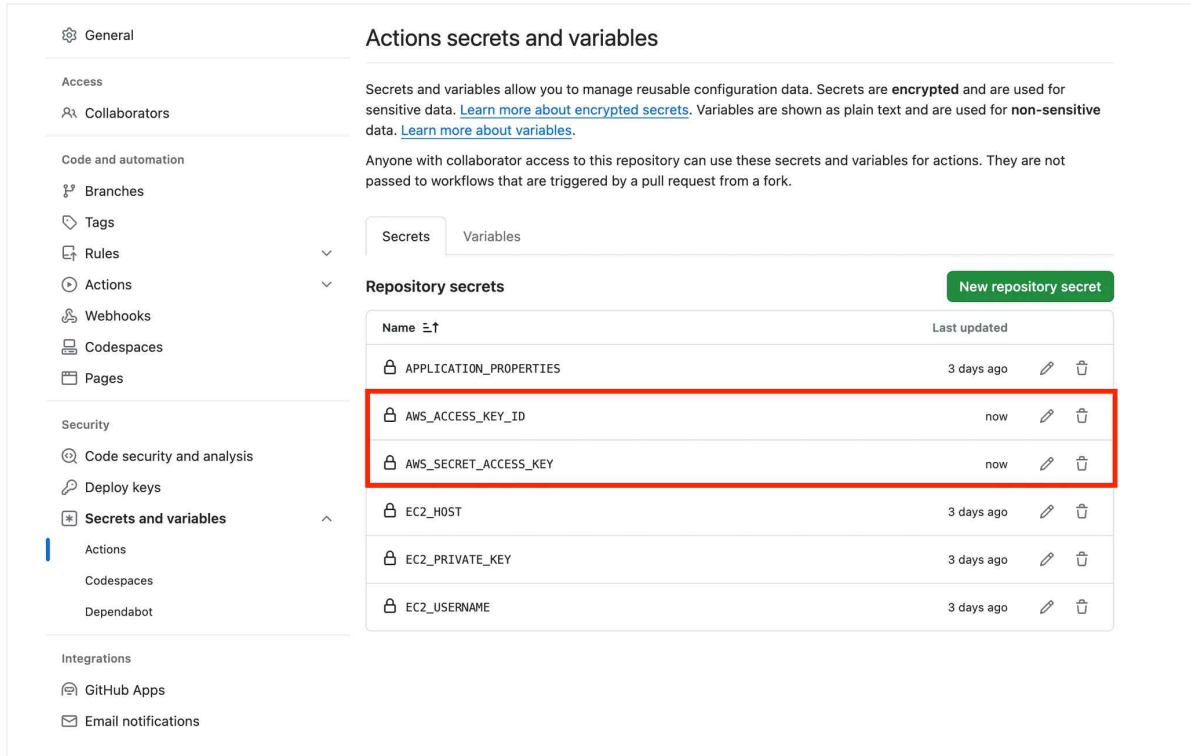 General
Access
Collaborators
Code and automation
Branches
Tags
Rules
Actions
Webhooks
Codespaces
Pages
Security
Code security and analysis
Deploy keys
Secrets and variables
Actions
Codespaces
Dependabot
Integrations
GitHub Apps
Email notifications
Actions secrets and variables
Secrets and variables allow you to manage reusable configuration data. Secrets are encrypted and are used for
sensitive data. Learn more about encrypted secrets. Variables are shown as plain text and are used for non-sensitive
data. Learn more about variables.
Anyone with collaborator access to this repository can use these secrets and variables for actions. They are not
passed to workflows that are triggered by a pull request from a fork.
Secrets Variables
Repository secrets New repository secret
Name Last updated
APPLICATION_PROPERTIES 3 days ago
AWS_ACCESS_KEY_ID now
AWS_SECRET_ACCESS_KEY now
EC2_HOST 3 days ago
EC2_PRIVATE_KEY 3 days ago
EC2_USERNAME 3 days ago